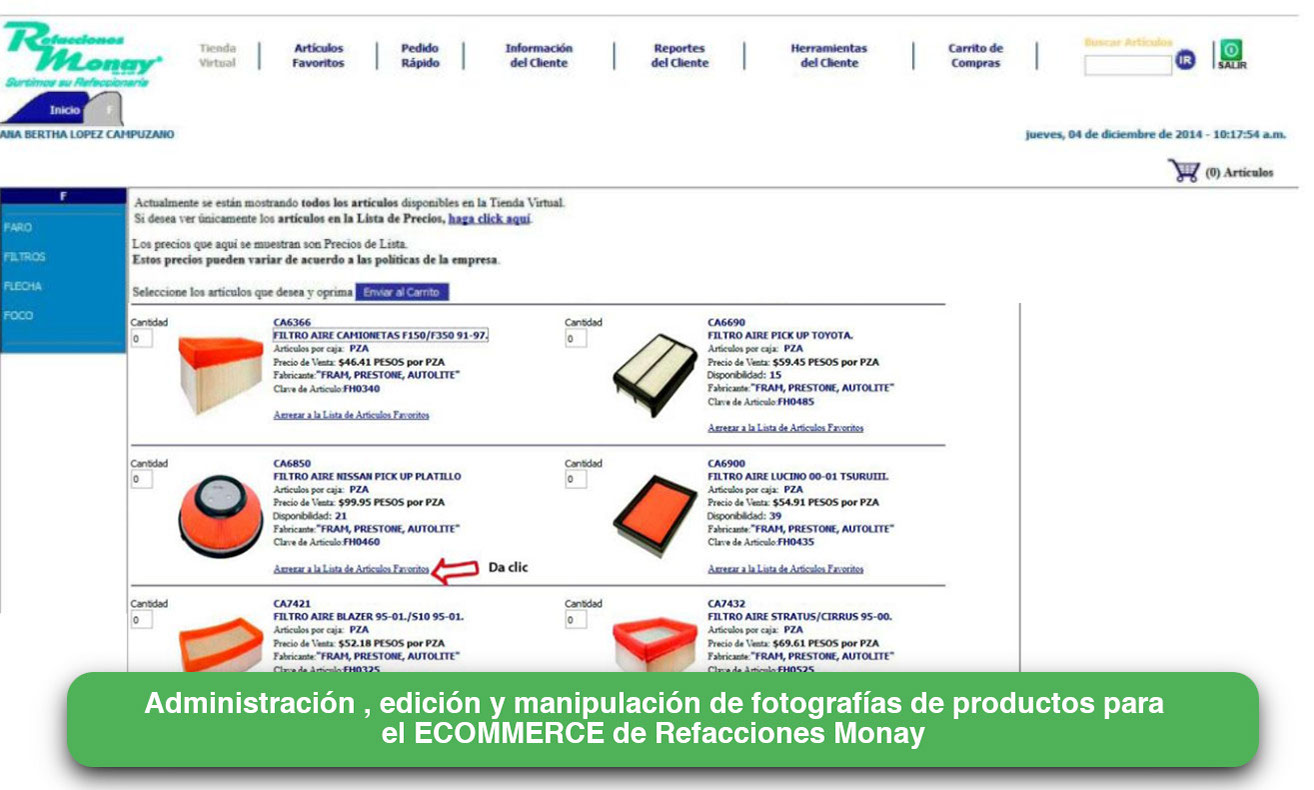 Refacciones
Monay
Surtimos su Refaccionaria
Tienda Virtual
Artículos Favoritos
Pedido Rápido
Información del Cliente
Reportes del Cliente
Herramientas del Cliente
Carrito de Compras
Buscar Artículos
IR
SALIR
Inicio
F
ANA BERTHA LOPEZ CAMPUZANO
jueves, 04 de diciembre de 2014 - 10:17:54 a.m.
(0) Artículos
F
FARO
FILTROS
FLECHA
FOCO
Actualmente se están mostrando todos los artículos disponibles en la Tienda Virtual.
Si desea ver únicamente los artículos en la Lista de Precios, haga click aquí.
Los precios que aquí se muestran son Precios de Lista.
Estos precios pueden variar de acuerdo a las políticas de la empresa.
Seleccione los artículos que desea y oprima Enviar al Carrito
Cantidad
0
CA6366
FILTRO AIRE CAMIONETAS F150/F350 91-97.
Artículos por caja: PZA
Precio de Venta: $46.41 PESOS por PZA
Fabricante:"FRAM, PRESTONE, AUTOLITE"
Clave de Artículo:FH0340
Agregar a la Lista de Artículos Favoritos
Cantidad
0
CA6690
FILTRO AIRE PICK UP TOYOTA.
Artículos por caja: PZA
Precio de Venta: $59.45 PESOS por PZA
Disponibilidad: 15
Fabricante:"FRAM, PRESTONE, AUTOLITE"
Clave de Artículo:FH0485
Agregar a la Lista de Artículos Favoritos
Cantidad
0
CA6850
FILTRO AIRE NISSAN PICK UP PLATILLO
Artículos por caja: PZA
Precio de Venta: $99.95 PESOS por PZA
Disponibilidad: 21
Fabricante:"FRAM, PRESTONE, AUTOLITE"
Clave de Artículo:FH0460
Agregar a la Lista de Artículos Favoritos
Da clic
Cantidad
0
CA6900
FILTRO AIRE LUCINO 00-01 TSURUIII.
Artículos por caja: PZA
Precio de Venta: $54.91 PESOS por PZA
Disponibilidad: 39
Fabricante:"FRAM, PRESTONE, AUTOLITE"
Clave de Artículo:FH0435
Agregar a la Lista de Artículos Favoritos
Cantidad
0
CA7421
FILTRO AIRE BLAZER 95-01./S10 95-01.
Artículos por caja: PZA
Precio de Venta: $52.18 PESOS por PZA
Fabricante:"FRAM, PRESTONE, AUTOLITE"
Clave de Artículo:FH0325
Cantidad
0
CA7432
FILTRO AIRE STRATUS/CIRRUS 95-00.
Artículos por caja: PZA
Precio de Venta: $69.61 PESOS por PZA
Fabricante:"FRAM, PRESTONE, AUTOLITE"
Clave de Artículo:FH0525
Administración , edición y manipulación de fotografías de productos para
el ECOMMERCE de Refacciones Monay